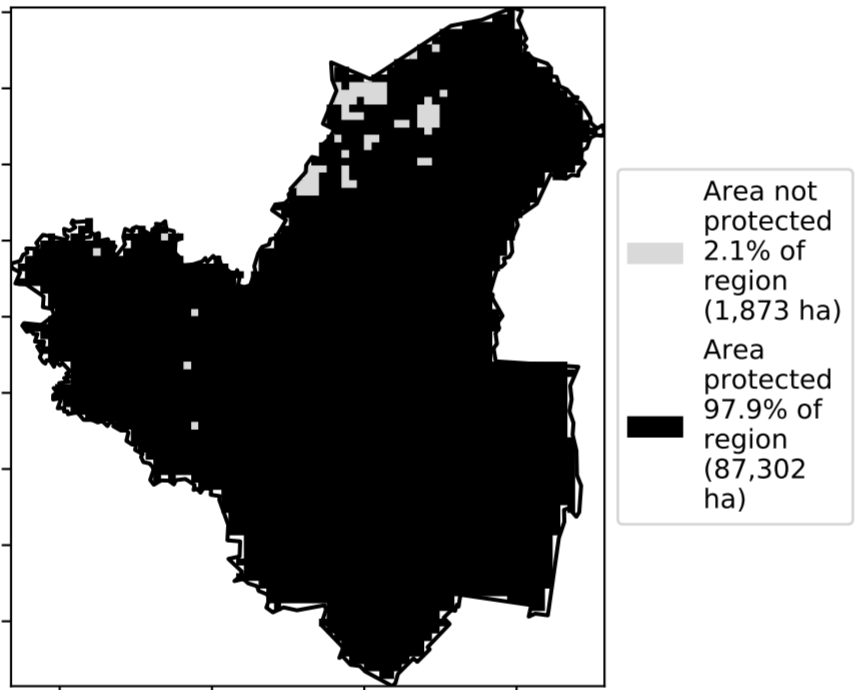 Area not
protected
2.1% of
region
(1,873 ha)
Area
protected
97.9% of
region
(87,302
ha)